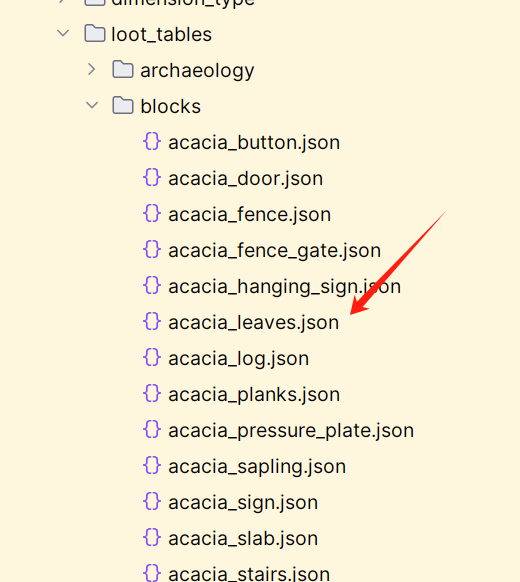 dimension_type
loot_tables
archaeology
blocks
acacia_button.json
acacia_door.json
acacia_fence.json
acacia_fence_gate.json
acacia_hanging_sign.json
acacia_leaves.json
acacia_log.json
acacia_planks.json
acacia_pressure_plate.json
acacia_sapling.json
acacia_sign.json
acacia_slab.json
acacia_stairs.json